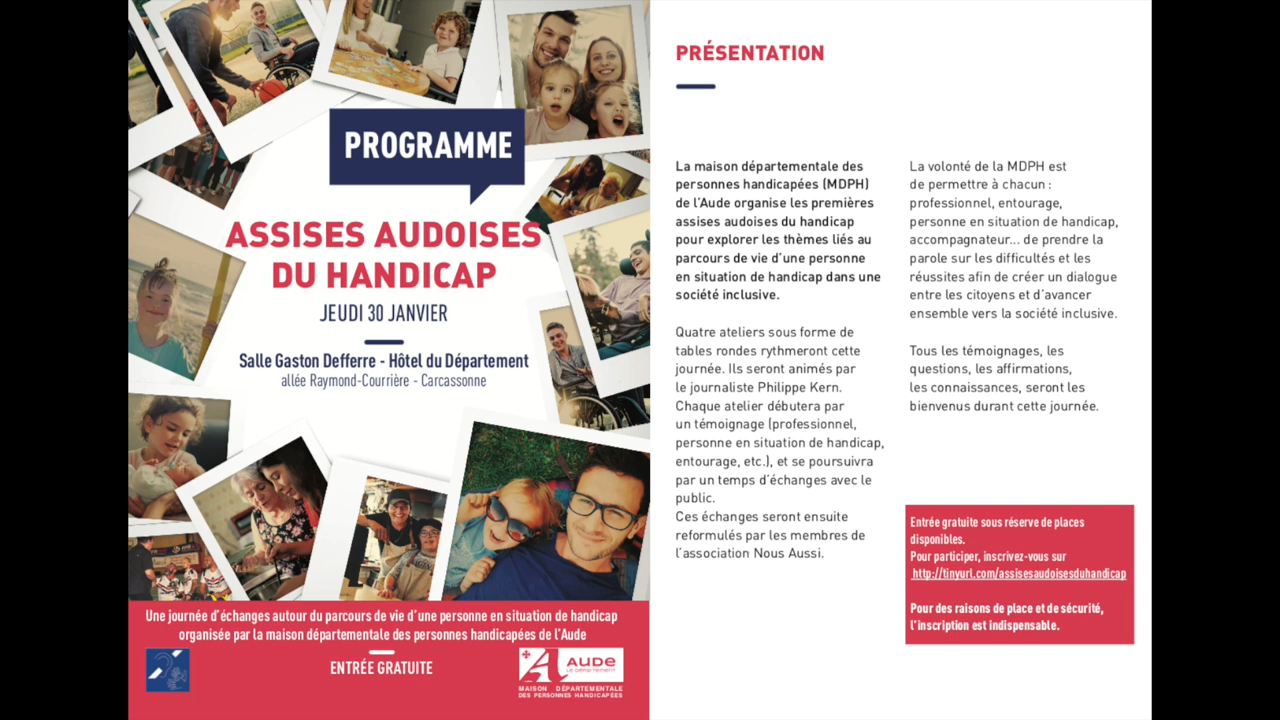 PROGRAMME
ASSISES AUDOISES
DU HANDICAP
JEUDI 30 JANVIER
Salle Gaston Defferre - Hôtel du Département
allée Raymond-Courrière - Carcassonne
Une journée d'échanges autour du parcours de vie d'une personne en situation de handicap
organisée par la maison départementale des personnes handicapées de l'Aude
ENTRÉE GRATUITE
AUDE
LE DÉPARTEMENT
MAISON DÉPARTEMENTALE
DES PERSONNES HANDICAPÉES
PRÉSENTATION
La maison départementale des
personnes handicapées (MDPH)
de l'Aude organise les premières
assises audoises du handicap
pour explorer les thèmes liés au
parcours de vie d'une personne
en situation de handicap dans une
société inclusive.
Quatre ateliers sous forme de
tables rondes rythmeront cette
journée. Ils seront animés par
le journaliste Philippe Kern.
Chaque atelier débutera par
un témoignage (professionnel,
personne en situation de handicap,
entourage, etc.), et se poursuivra
par un temps d'échanges avec le
public.
Ces échanges seront ensuite
reformulés par les membres de
l'association Nous Aussi.
La volonté de la MDPH est
de permettre à chacun :
professionnel, entourage,
personne en situation de handicap,
accompagnateur... de prendre la
parole sur les difficultés et les
réussites afin de créer un dialogue
entre les citoyens et d'avancer
ensemble vers la société inclusive.
Tous les témoignages, les
questions, les affirmations,
les connaissances, seront les
bienvenus durant cette journée.
Entrée gratuite sous réserve de places
disponibles.
Pour participer, inscrivez-vous sur
http://tinyurl.com/assisesaudoisesduhandicap
Pour des raisons de place et de sécurité,
l'inscription est indispensable.